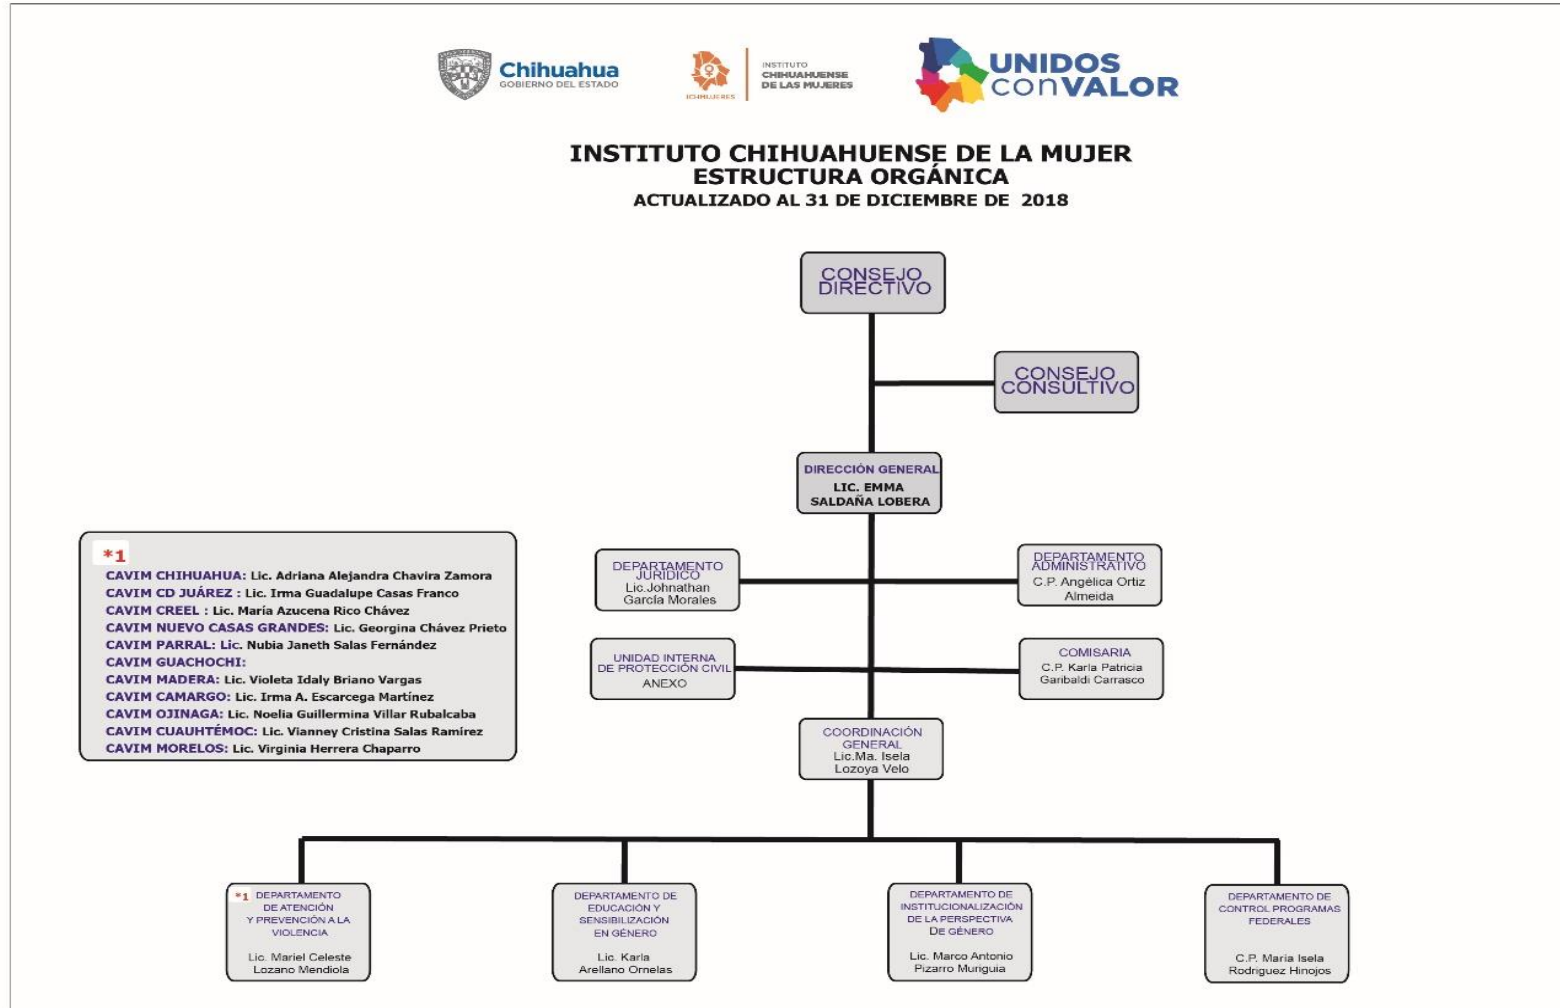 Chihuahua
GOBIERNO DEL ESTADO
ICHMUJERES
INSTITUTO
CHIHUAHUENSE
DE LAS MUJERES
UNIDOS
conVALOR
INSTITUTO CHIHUAHUENSE DE LA MUJER
ESTRUCTURA ORGÁNICA
ACTUALIZADO AL 31 DE DICIEMBRE DE 2018
CONSEJO
DIRECTIVO
CONSEJO
CONSULTIVO
DIRECCIÓN GENERAL
LIC. EMMA
SALDAÑA LOBERA
*1
CAVIM CHIHUAHUA: Lic. Adriana Alejandra Chavira Zamora
CAVIM CD JUÁREZ : Lic. Irma Guadalupe Casas Franco
CAVIM CREEL : Lic. María Azucena Rico Chávez
CAVIM NUEVO CASAS GRANDES: Lic. Georgina Chávez Prieto
CAVIM PARRAL: Lic. Nubia Janeth Salas Fernández
CAVIM GUACHOCHI:
CAVIM MADERA: Lic. Violeta Idaly Briano Vargas
CAVIM CAMARGO: Lic. Irma A. Escarcega Martínez
CAVIM OJINAGA: Lic. Noelia Guillermina Villar Rubalcaba
CAVIM CUAUHTÉMOC: Lic. Vianney Cristina Salas Ramírez
CAVIM MORELOS: Lic. Virginia Herrera Chaparro
DEPARTAMENTO
JURÍDICO
Lic.Johnathan
García Morales
DEPARTAMENTO
ADMINISTRATIVO
C.P. Angélica Ortiz
Almeida
UNIDAD INTERNA
DE PROTECCIÓN CIVIL
ANEXO
COMISARIA
C.P. Karla Patricia
Garibaldi Carrasco
COORDINACIÓN
GENERAL
Lic.Ma. Isela
Lozoya Velo
*1 DEPARTAMENTO
DE ATENCIÓN
Y PREVENCIÓN A LA
VIOLENCIA
Lic. Mariel Celeste
Lozano Mendiola
DEPARTAMENTO DE
EDUCACIÓN Y
SENSIBILIZACIÓN
EN GÉNERO
Lic. Karla
Arellano Ornelas
DEPARTAMENTO DE
INSTITUCIONALIZACIÓN
DE LA PERSPECTIVA
DE GÉNERO
Lic. Marco Antonio
Pizarro Muriguia
DEPARTAMENTO DE
CONTROL PROGRAMAS
FEDERALES
C.P. Maria Isela
Rodriguez Hinojos